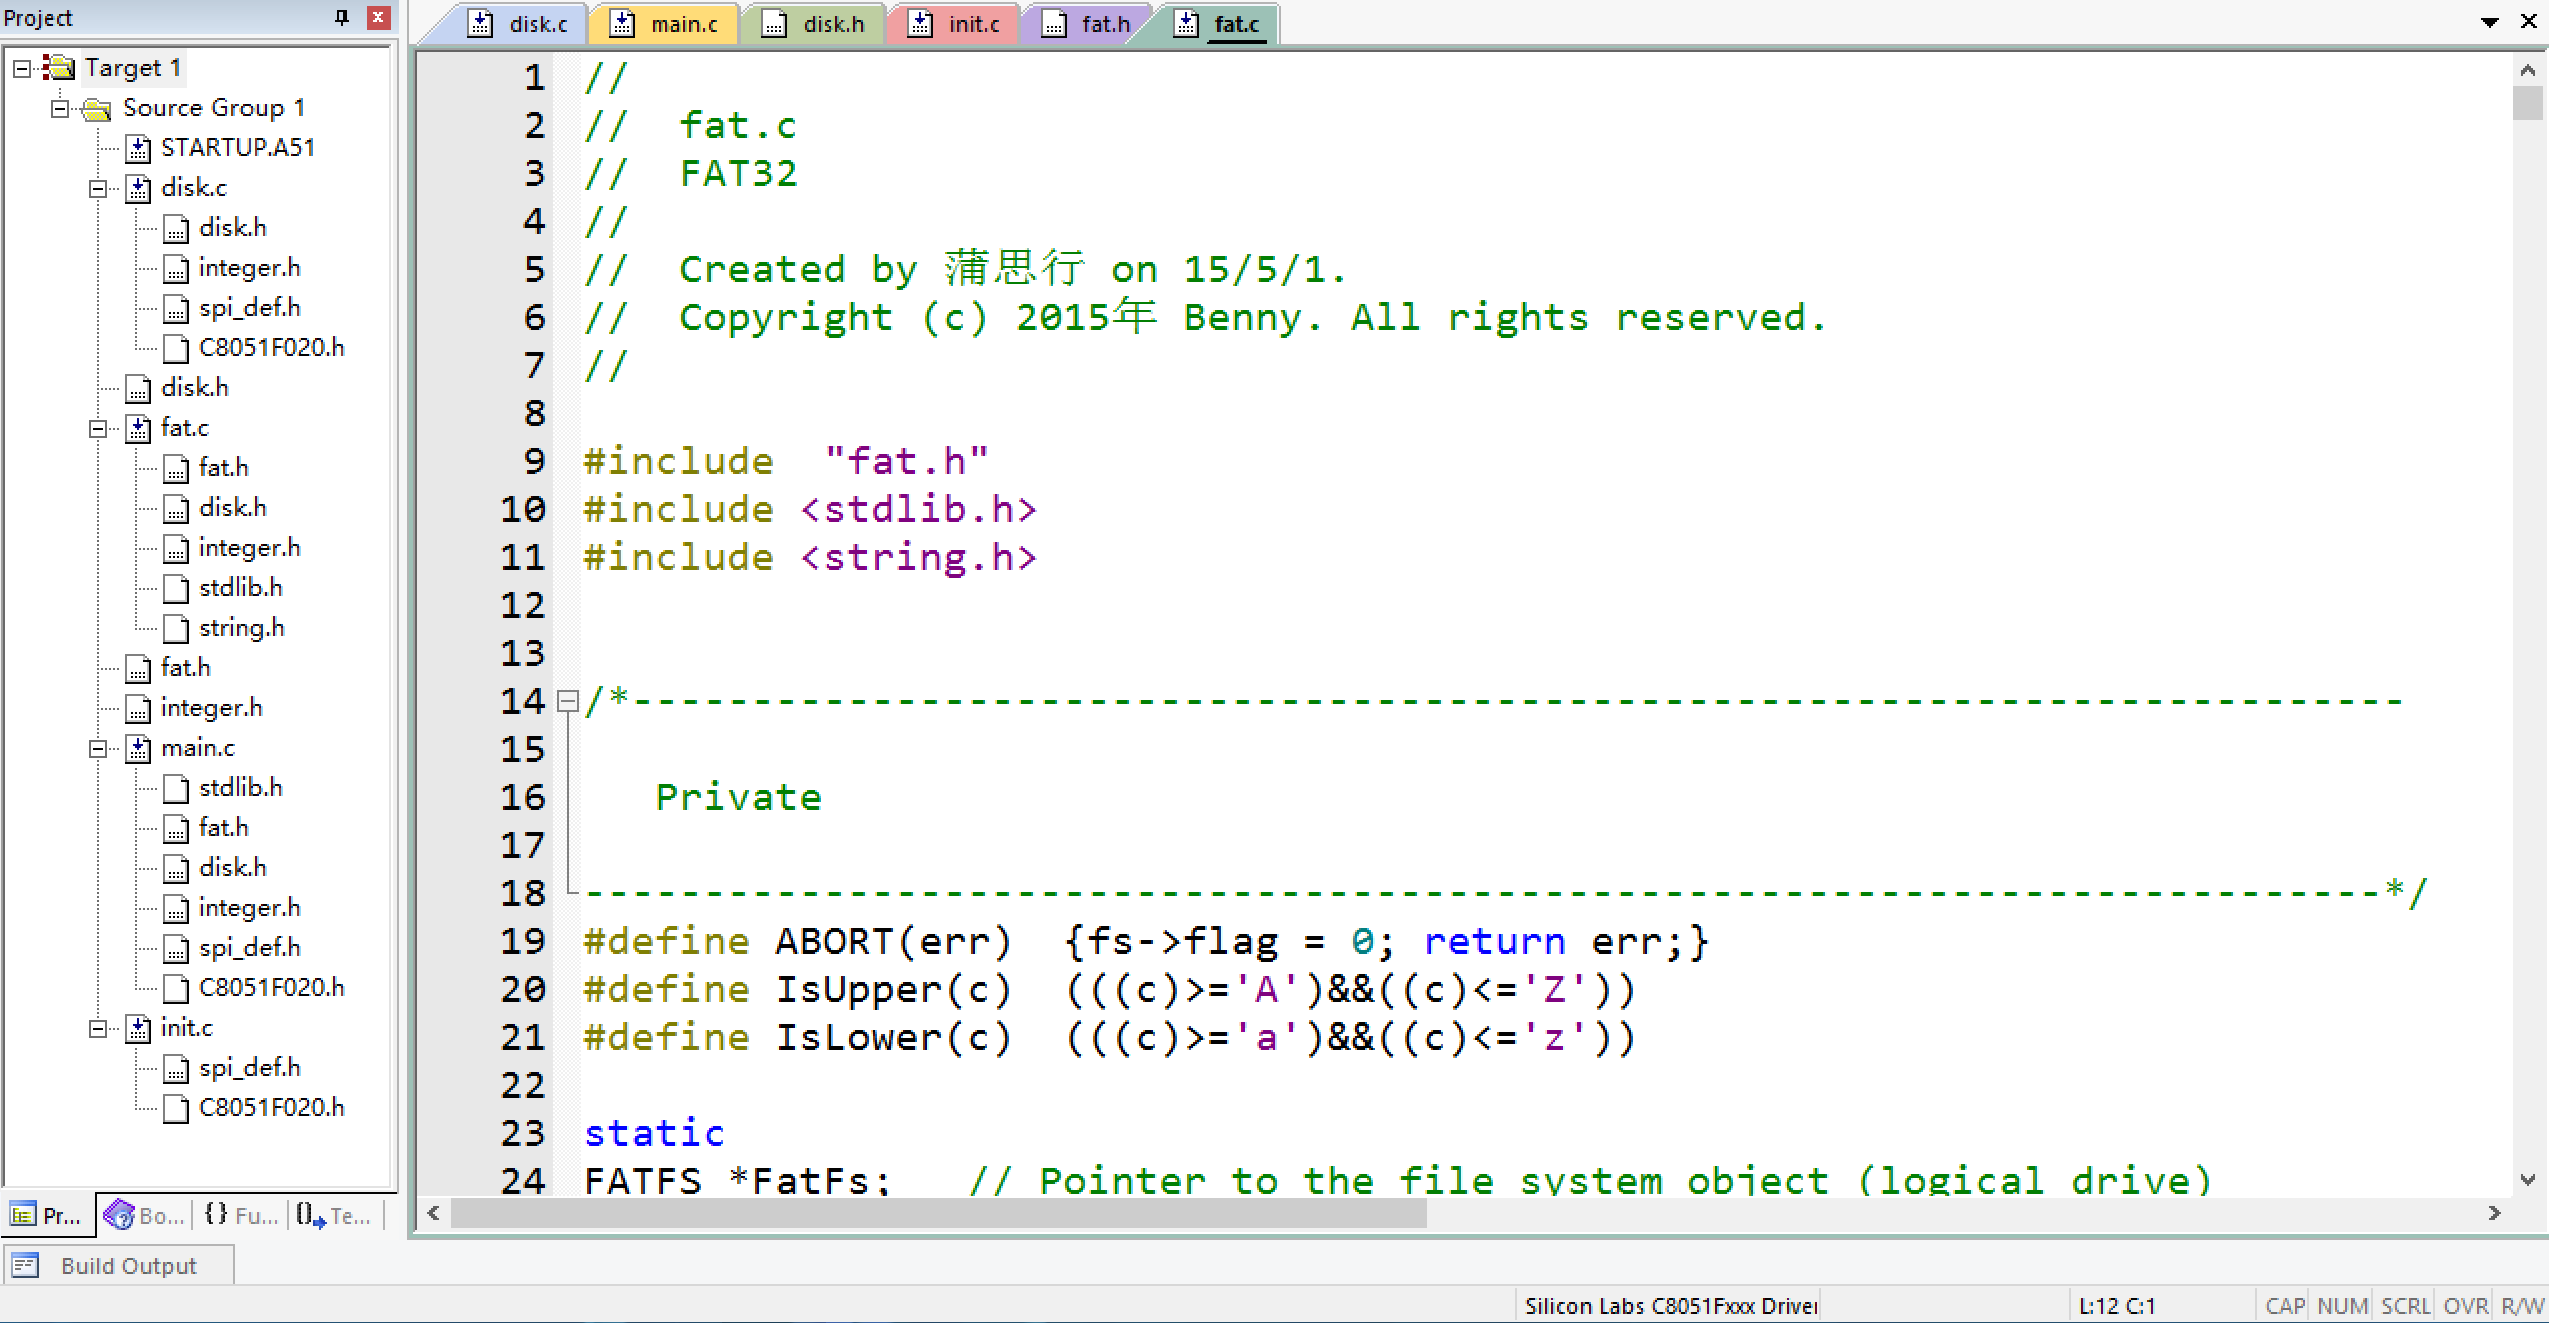 Project
Target 1
Source Group 1
STARTUP.A51
disk.c
disk.h
integer.h
spi_def.h
C8051F020.h
disk.h
fat.c
fat.h
disk.h
integer.h
stdlib.h
string.h
fat.h
integer.h
main.c
stdlib.h
fat.h
disk.h
integer.h
spi_def.h
C8051F020.h
init.c
spi_def.h
C8051F020.h
Pr... Bo... {} Fu... Te...
disk.c main.c disk.h init.c fat.h fat.c
1 //
2 //  fat.c
3 //  FAT32
4 //
5 //  Created by 蒲思行 on 15/5/1.
6 //  Copyright (c) 2015年 Benny. All rights reserved.
7 //
8
9 #include  "fat.h"
10 #include <stdlib.h>
11 #include <string.h>
12
13
14 /*---------------------------------------------------------------------------
15
16    Private
17
18 ----------------------------------------------------------------------------*/
19 #define ABORT(err)  {fs->flag = 0; return err;}
20 #define IsUpper(c)  (((c)>='A')&&((c)<='Z'))
21 #define IsLower(c)  (((c)>='a')&&((c)<='z'))
22
23 static
24 FATFS *FatFs;   // Pointer to the file system object (logical drive)
Build Output
Silicon Labs C8051Fxxx Driver L:12 C:1 CAP NUM SCRL OVR R/W